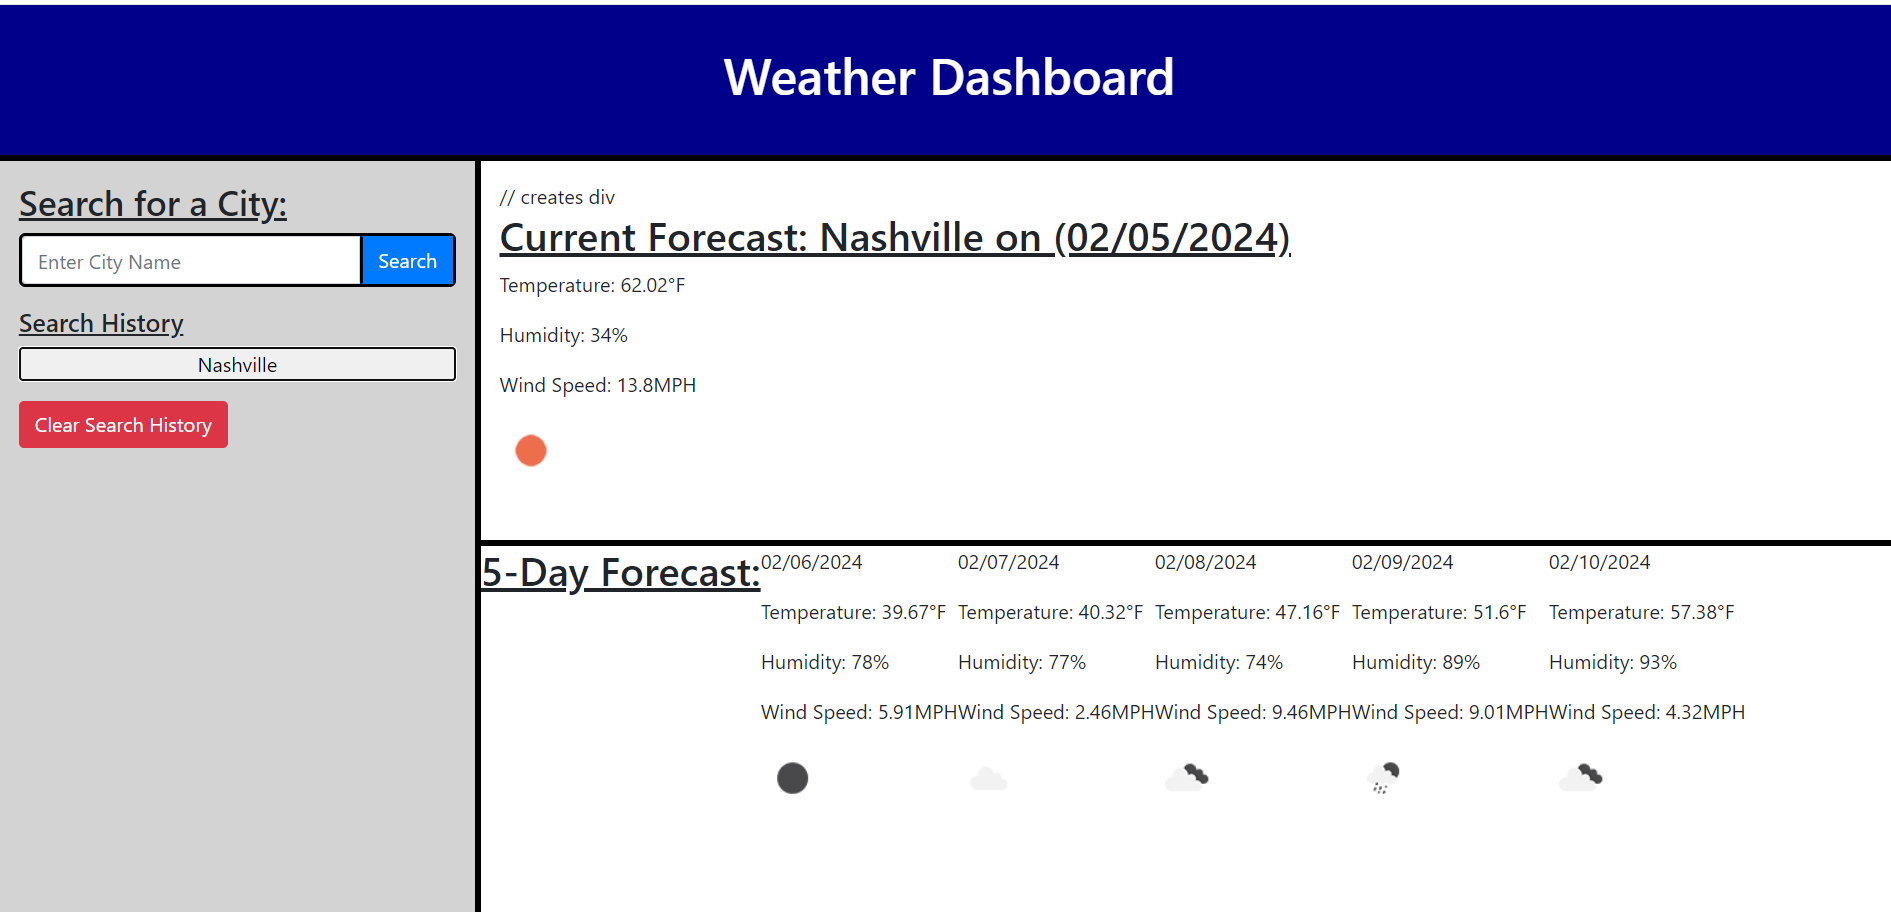 Weather Dashboard
Search for a City:
Enter City Name
Search
Search History
Nashville
Clear Search History
// creates div
Current Forecast: Nashville on (02/05/2024)
Temperature: 62.02°F
Humidity: 34%
Wind Speed: 13.8MPH
5-Day Forecast:
02/06/2024
Temperature: 39.67°F
Humidity: 78%
Wind Speed: 5.91MPH
02/07/2024
Temperature: 40.32°F
Humidity: 77%
Wind Speed: 2.46MPH
02/08/2024
Temperature: 47.16°F
Humidity: 74%
Wind Speed: 9.46MPH
02/09/2024
Temperature: 51.6°F
Humidity: 89%
Wind Speed: 9.01MPH
02/10/2024
Temperature: 57.38°F
Humidity: 93%
Wind Speed: 4.32MPH